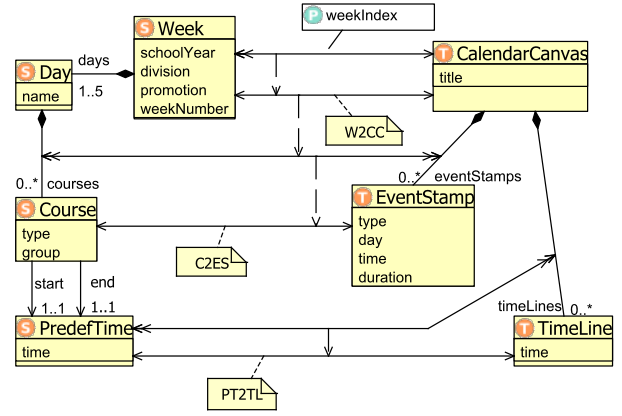 P weekIndex
S Week
schoolYear
division
promotion
weekNumber
days
1..5
S Day
name
T CalendarCanvas
title
W2CC
0..* courses
0..* eventStamps
S Course
type
group
T EventStamp
type
day
time
duration
C2ES
start
end
1..1
1..1
timeLines 0..*
S PredefTime
time
T TimeLine
time
PT2TL